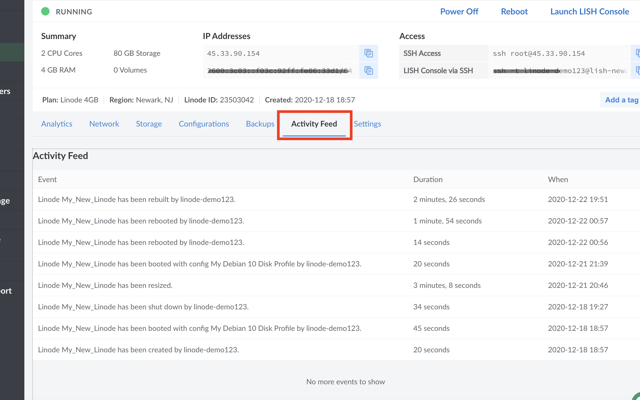 RUNNING
Power Off Reboot Launch LISH Console
Summary IP Addresses Access
2 CPU Cores 80 GB Storage 45.33.90.154 SSH Access ssh root@45.33.90.154
4 GB RAM 0 Volumes LISH Console via SSH
Plan: Linode 4GB Region: Newark, NJ Linode ID: 23503042 Created: 2020-12-18 18:57 Add a tag
Analytics Network Storage Configurations Backups Activity Feed Settings
Activity Feed
Event Duration When
Linode My_New_Linode has been rebuilt by linode-demo123. 2 minutes, 26 seconds 2020-12-22 19:51
Linode My_New_Linode has been rebooted by linode-demo123. 1 minute, 54 seconds 2020-12-22 00:57
Linode My_New_Linode has been rebooted by linode-demo123. 14 seconds 2020-12-22 00:56
Linode My_New_Linode has been booted with config My Debian 10 Disk Profile by linode-demo123. 20 seconds 2020-12-21 21:39
Linode My_New_Linode has been resized. 3 minutes, 8 seconds 2020-12-21 20:46
Linode My_New_Linode has been shut down by linode-demo123. 34 seconds 2020-12-18 19:27
Linode My_New_Linode has been booted with config My Debian 10 Disk Profile by linode-demo123. 45 seconds 2020-12-18 18:57
Linode My_New_Linode has been created by linode-demo123. 20 seconds 2020-12-18 18:57
No more events to show